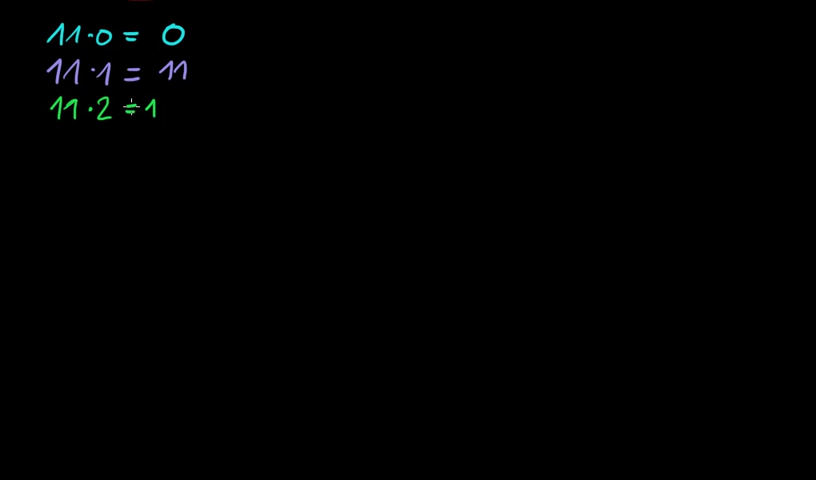 11·0 = 0
11·1 = 11
11·2 = 1